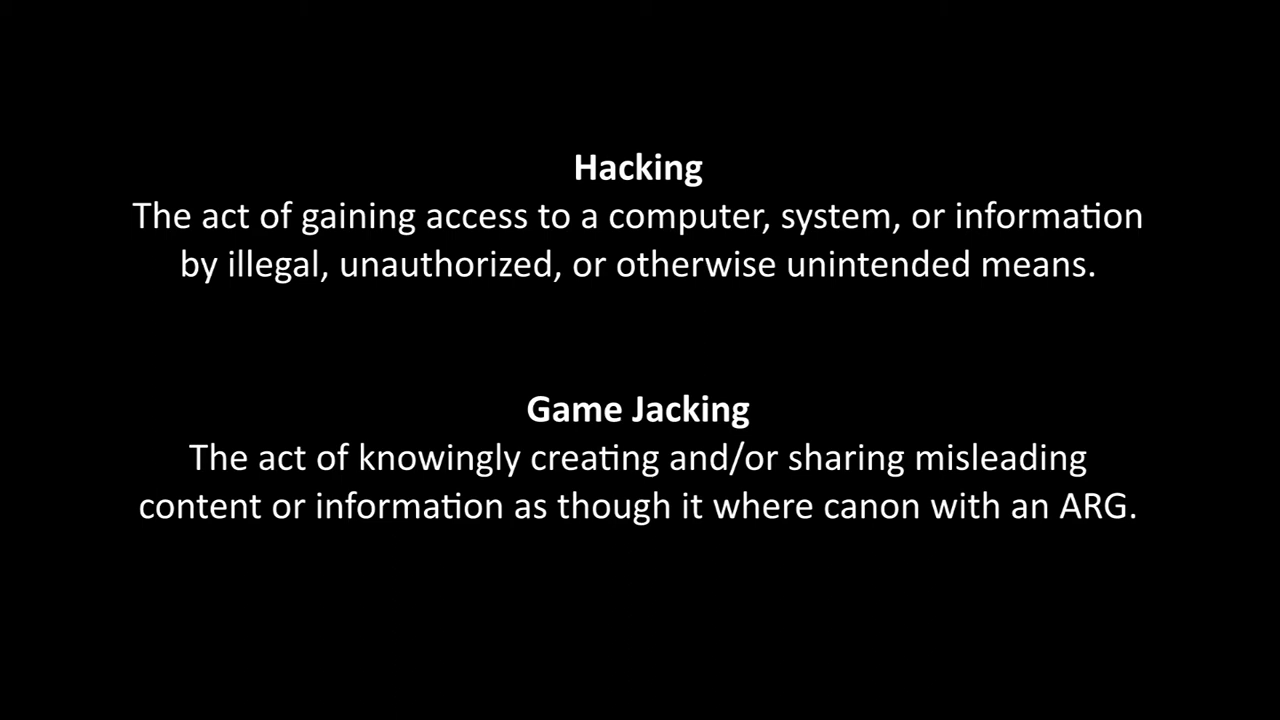 Hacking
The act of gaining access to a computer, system, or information
by illegal, unauthorized, or otherwise unintended means.
Game Jacking
The act of knowingly creating and/or sharing misleading
content or information as though it where canon with an ARG.